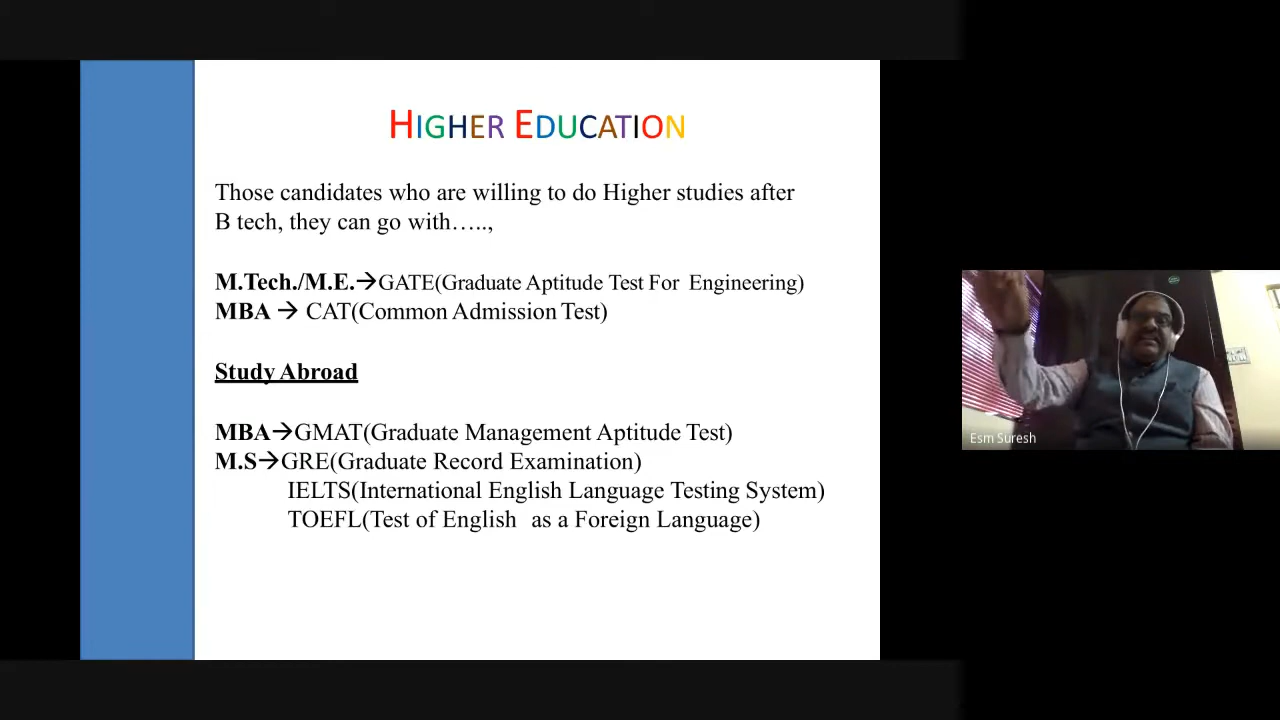 HIGHER EDUCATION
Those candidates who are willing to do Higher studies after
B tech, they can go with…..,
M.Tech./M.E.→GATE(Graduate Aptitude Test For Engineering)
MBA → CAT(Common Admission Test)
Study Abroad
MBA→GMAT(Graduate Management Aptitude Test)
M.S→GRE(Graduate Record Examination)
IELTS(International English Language Testing System)
TOEFL(Test of English as a Foreign Language)
Esm Suresh